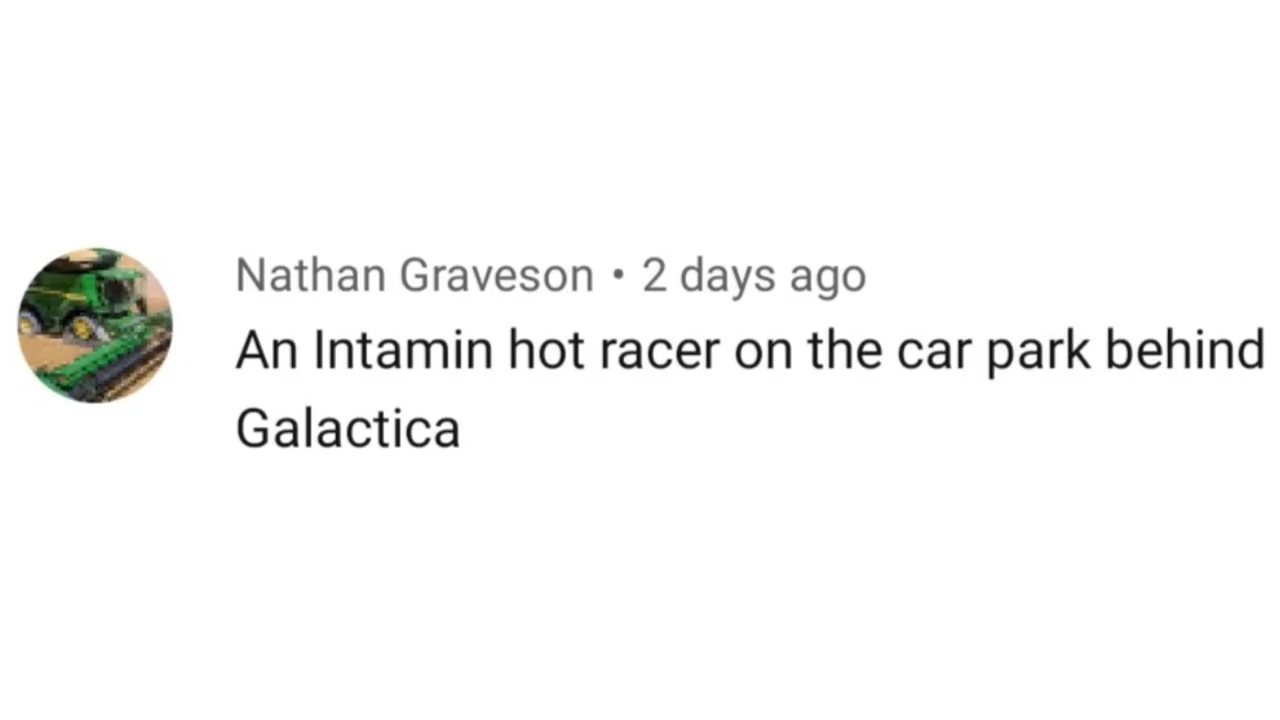 Nathan Graveson • 2 days ago
An Intamin hot racer on the car park behind
Galactica